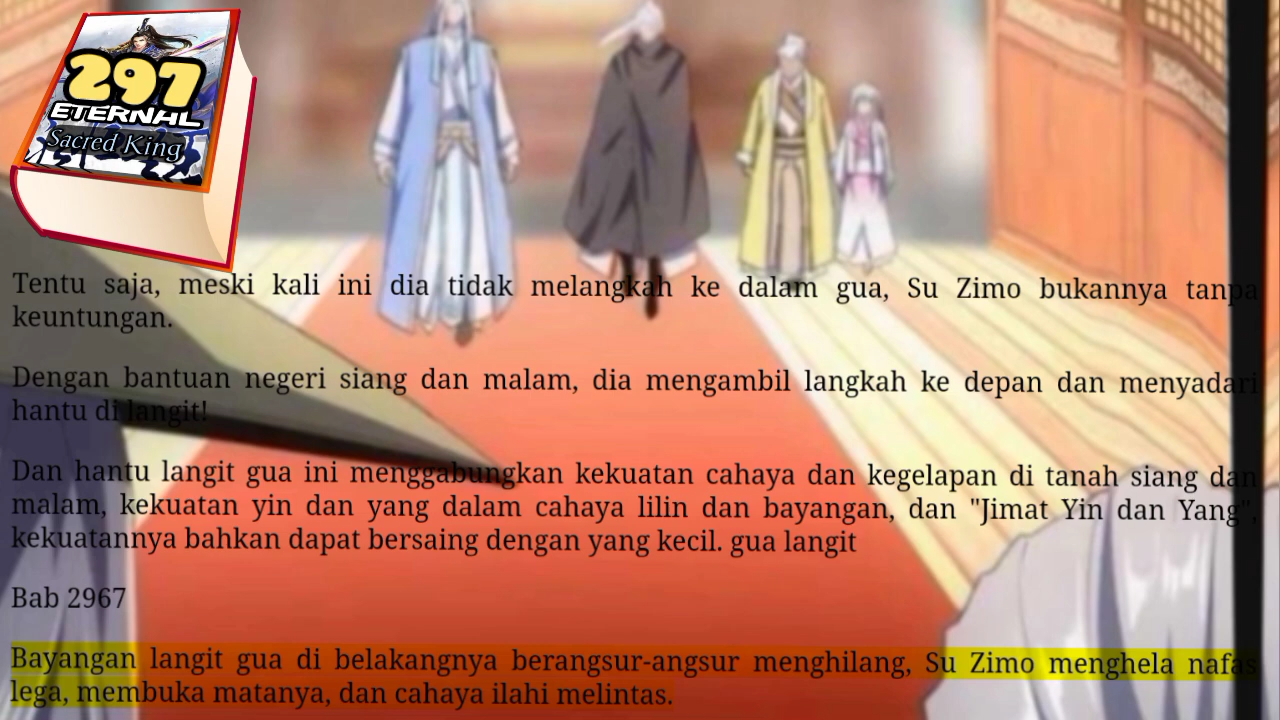 297
ETERNAL
Sacred King
Tentu saja, meski kali ini dia tidak melangkah ke dalam gua, Su Zimo bukannya tanpa
keuntungan.
Dengan bantuan negeri siang dan malam, dia mengambil langkah ke depan dan menyadari
hantu di langit!
Dan hantu langit gua ini menggabungkan kekuatan cahaya dan kegelapan di tanah siang dan
malam, kekuatan yin dan yang dalam cahaya lilin dan bayangan, dan "Jimat Yin dan Yang",
kekuatannya bahkan dapat bersaing dengan yang kecil. gua langit
Bab 2967
Bayangan langit gua di belakangnya berangsur-angsur menghilang, Su Zimo menghela nafas
lega, membuka matanya, dan cahaya ilahi melintas.